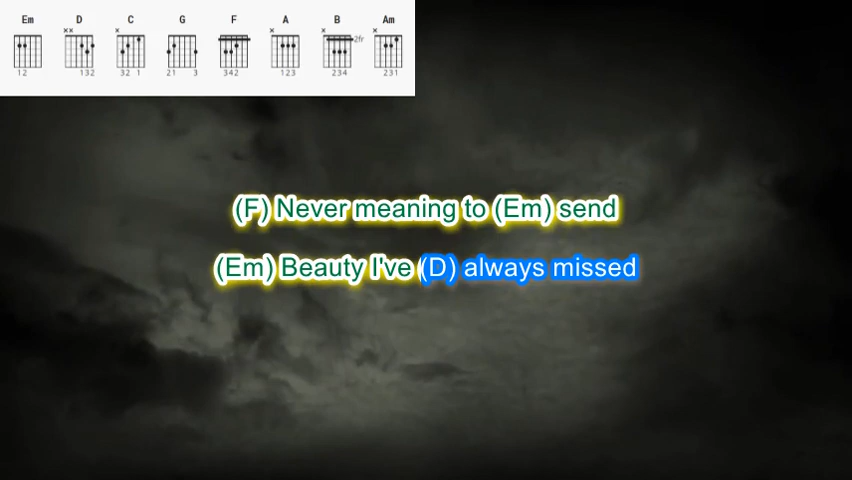 Em D C G F A B Am
x xx x x x x
2fr
12 132 32 1 21 3 342 123 234 231
(F) Never meaning to (Em) send
(Em) Beauty I've (D) always missed